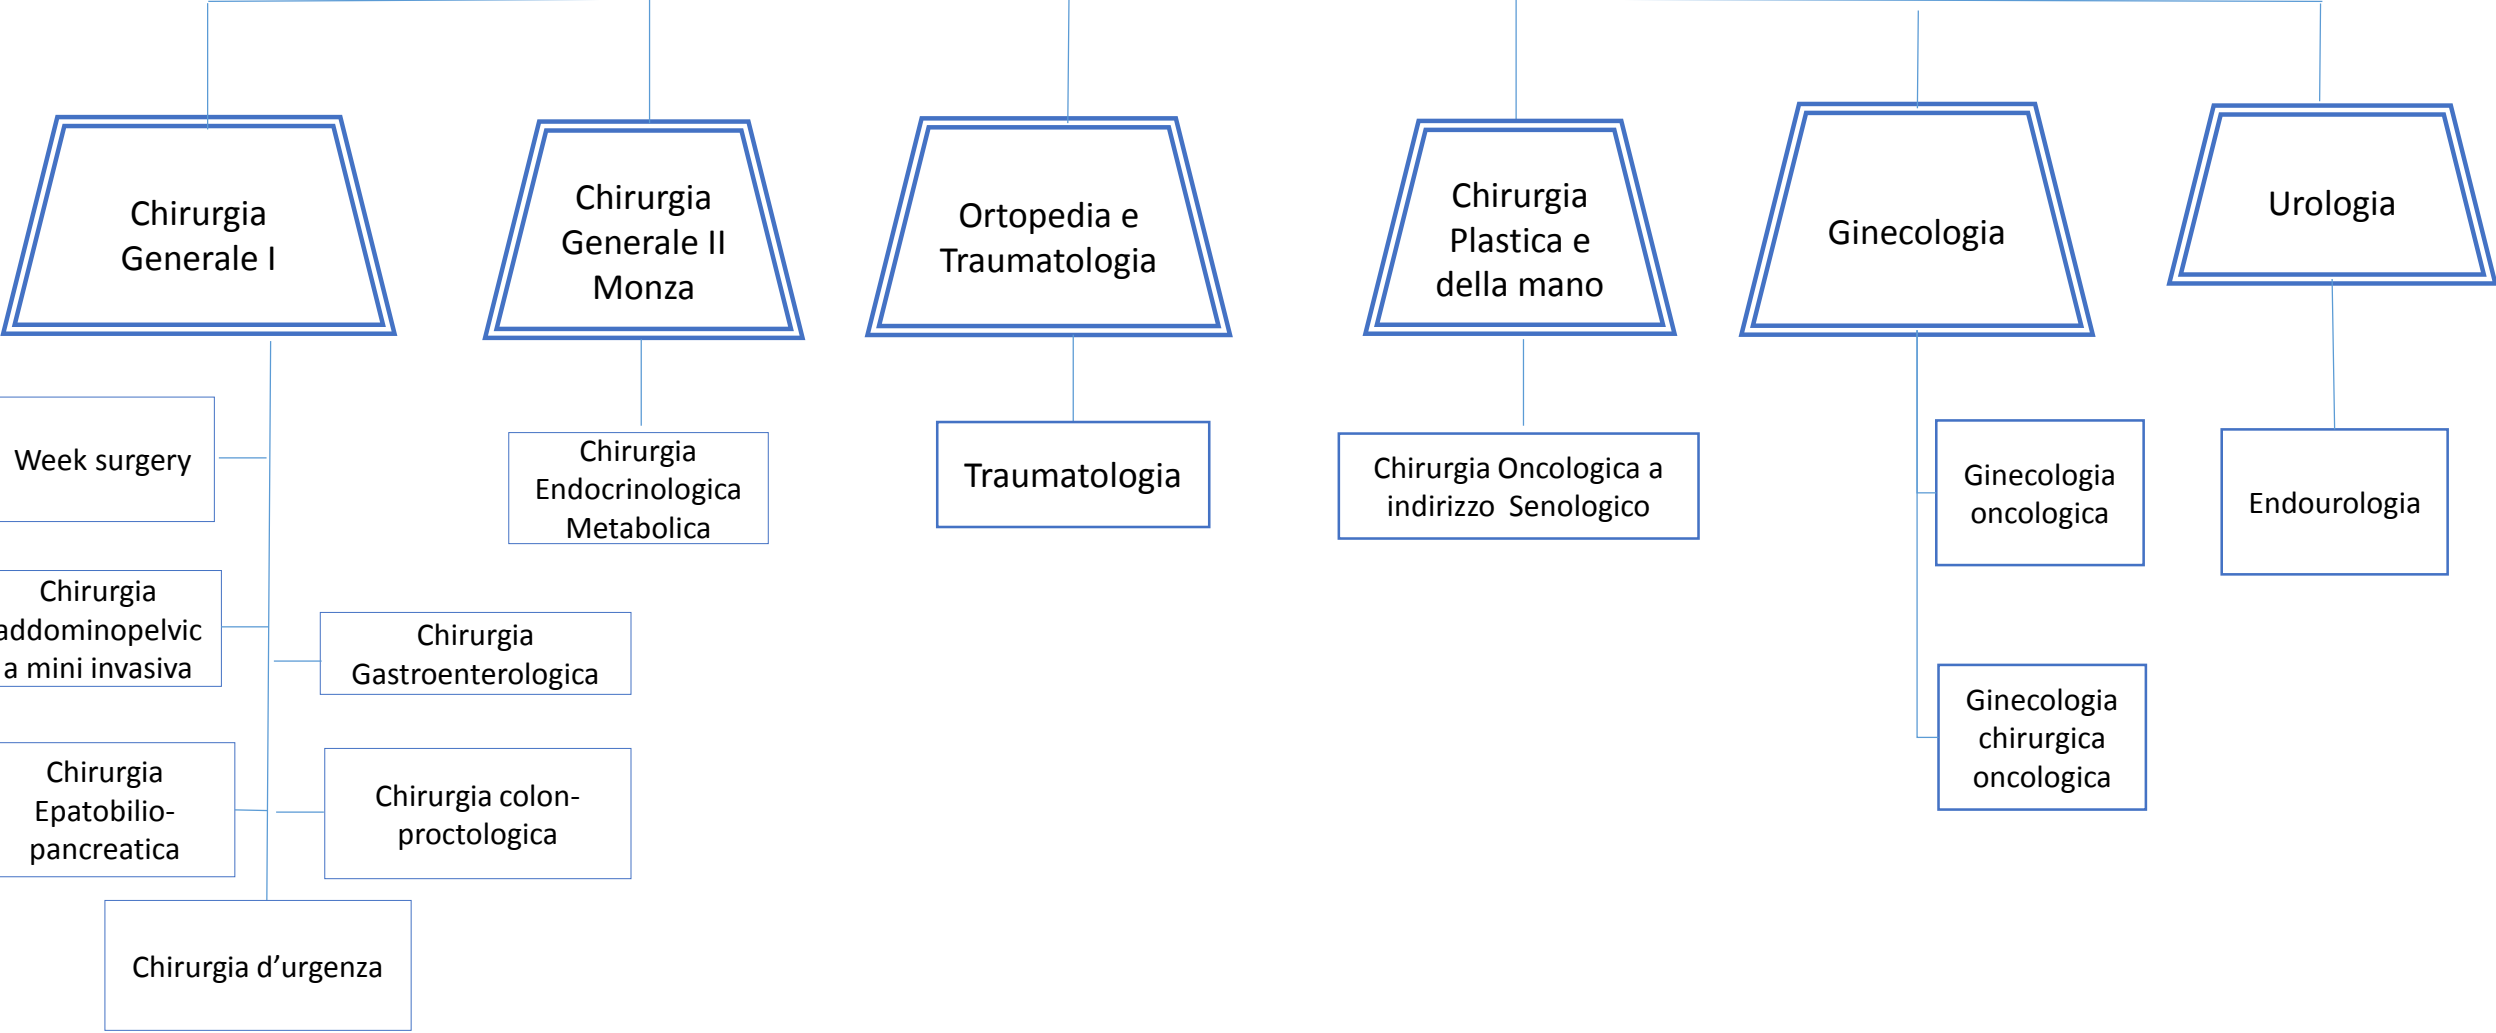 Chirurgia
Generale I
Chirurgia
Generale II
Monza
Ortopedia e
Traumatologia
Chirurgia
Plastica e
della mano
Ginecologia
Urologia
Week surgery
Chirurgia
Endocrinologica
Metabolica
Traumatologia
Chirurgia Oncologica a
indirizzo  Senologico
Ginecologia
oncologica
Endourologia
Chirurgia
addominopelvic
a mini invasiva
Chirurgia
Gastroenterologica
Ginecologia
chirurgica
oncologica
Chirurgia
Epatobilio-
pancreatica
Chirurgia colon-
proctologica
Chirurgia d’urgenza